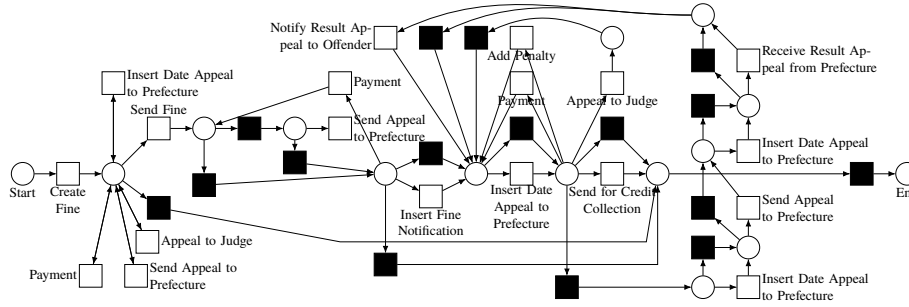 Notify Result Ap-
peal to Offender
Add Penalty
Receive Result Ap-
peal from Prefecture
Insert Date Appeal
to Prefecture
Send Fine
Payment
Payment
Appeal to Judge
Send Appeal to
Prefecture
Insert Date Appeal to
Prefecture
Start
Create
Fine
Insert Fine
Notification
Insert Date
Appeal to
Prefecture
Send for Credit
Collection
En
Send Appeal
to Prefecture
Appeal to Judge
Payment
Send Appeal to
Prefecture
Insert Date Appeal to
Prefecture